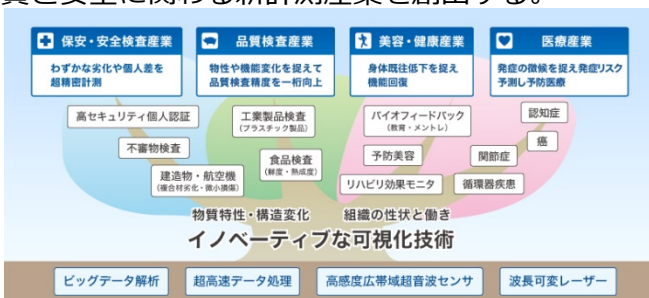 質と安全に関わる新計測産業を創出する。
保安・安全検査産業
わずかな劣化や個人差を
超精密計測
品質検査産業
物性や機能変化を捉えて
品質検査精度を一桁向上
美容・健康産業
身体既往低下を捉え
機能回復
医療産業
発症の徴候を捉え発症リスク
予測し予防医療
高セキュリティ個人認証
不審物検査
建造物・航空機
(複合材劣化・微小損傷)
工業製品検査
(プラスチック製品)
食品検査
(鮮度・熟成度)
バイオフィードバック
(教育・メントレ)
予防美容
リハビリ効果モニタ
認知症
癌
関節症
循環器疾患
物質特性・構造変化
組織の性状と働き
イノベーティブな可視化技術
ビッグデータ解析
超高速データ処理
高感度広帯域超音波センサ
波長可変レーザー